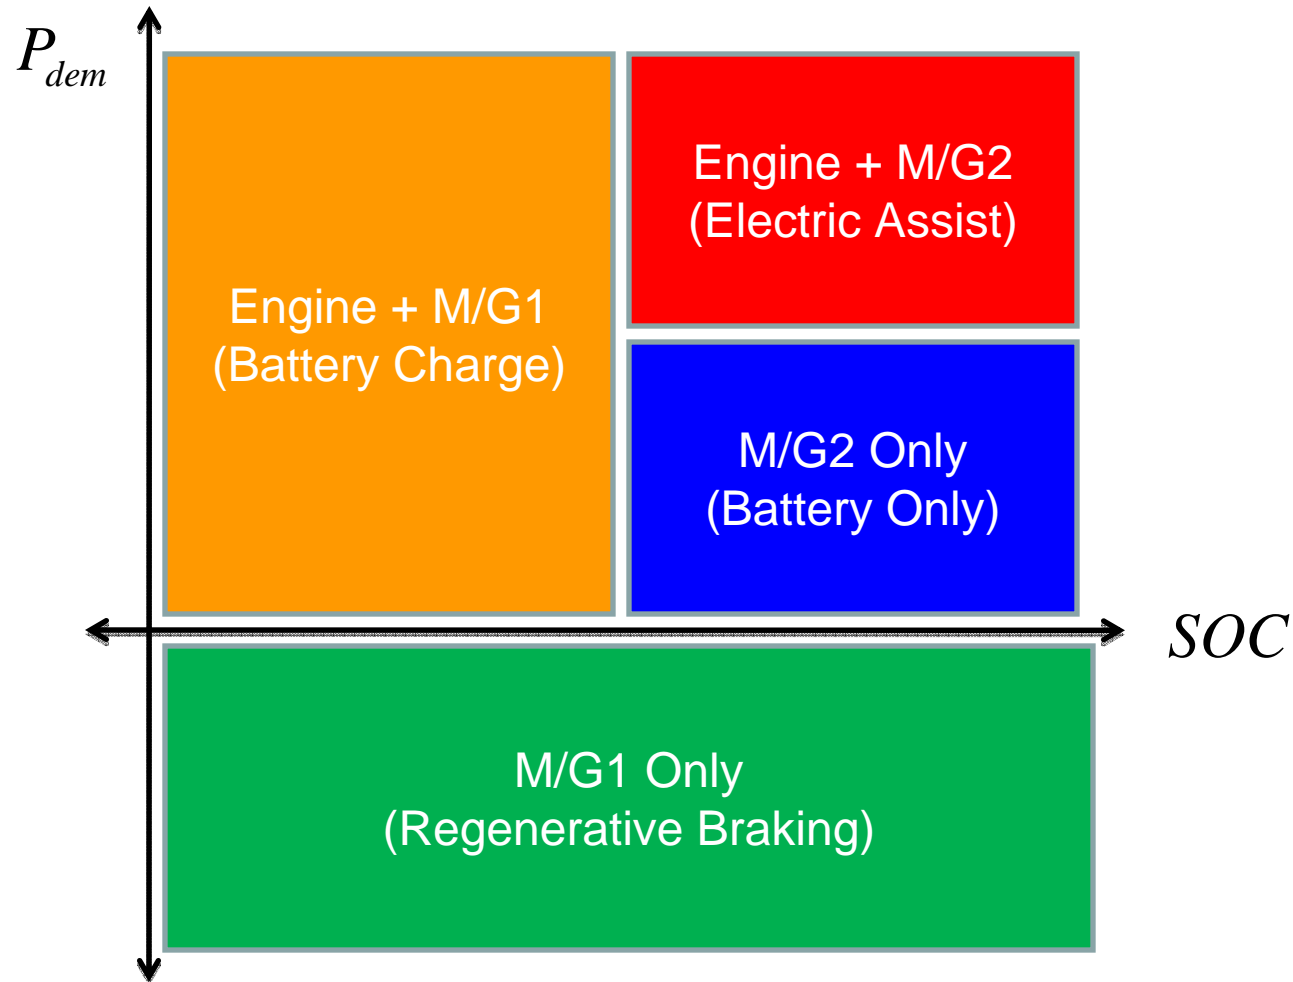 P_dem
Engine + M/G1
(Battery Charge)
Engine + M/G2
(Electric Assist)
M/G2 Only
(Battery Only)
SOC
M/G1 Only
(Regenerative Braking)